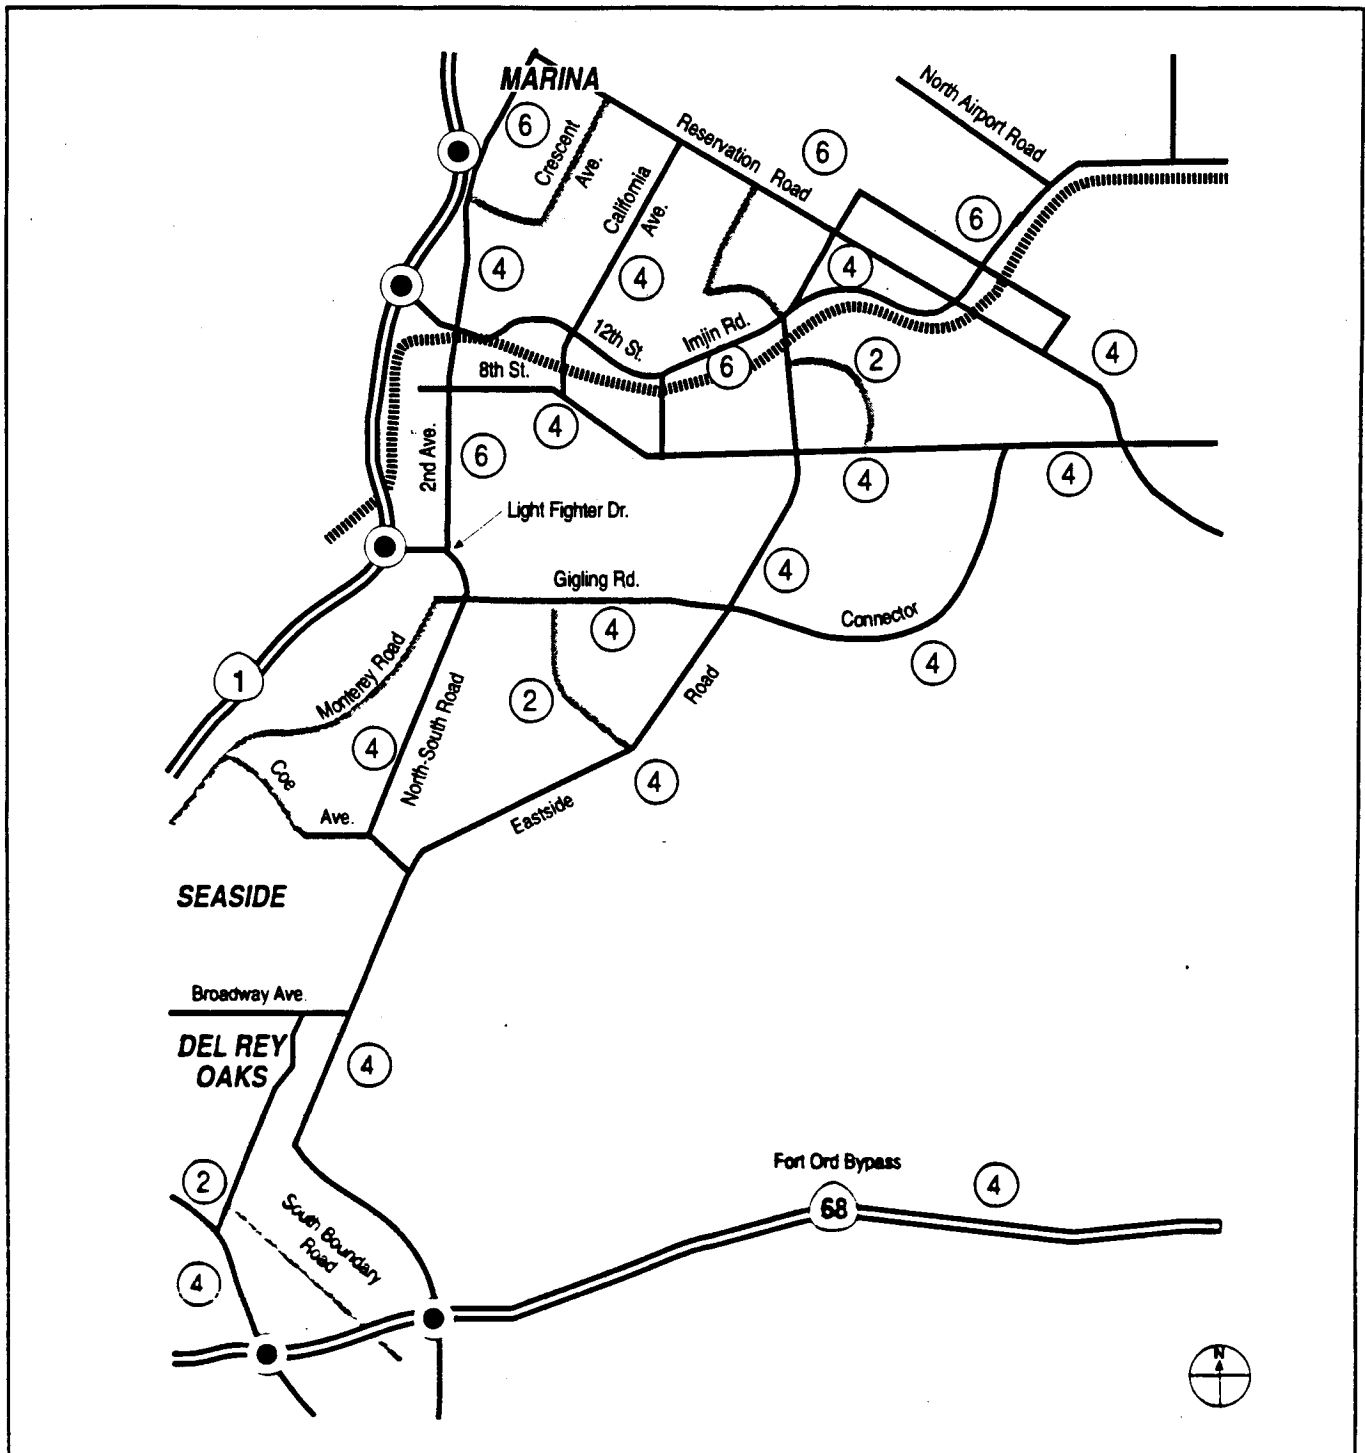 MARINA
North Airport Road
6
Crescent
Ave.
Reservation Road
6
California
Ave.
6
4
4
4
12th St.
Imjin Rd.
6
8th St.
2
4
4
2nd Ave.
6
4
4
Light Fighter Dr.
4
Gigling Rd.
4
Connector
4
1
Monterey Road
2
Road
North-South Road
4
4
Coe
Ave.
Eastside
SEASIDE
Broadway Ave.
DEL REY
OAKS
4
Fort Ord Bypass
4
2
68
South Boundary
Road
4
N